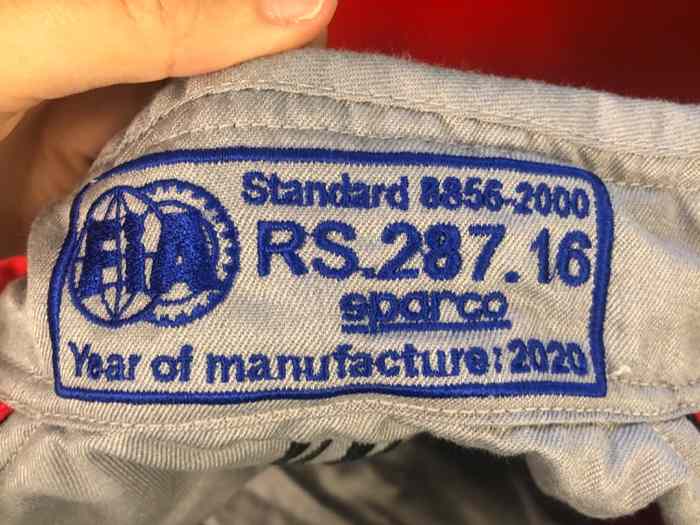 FIA
Standard 8856-2000
RS.287.16
sparco
Year of manufacture: 2020